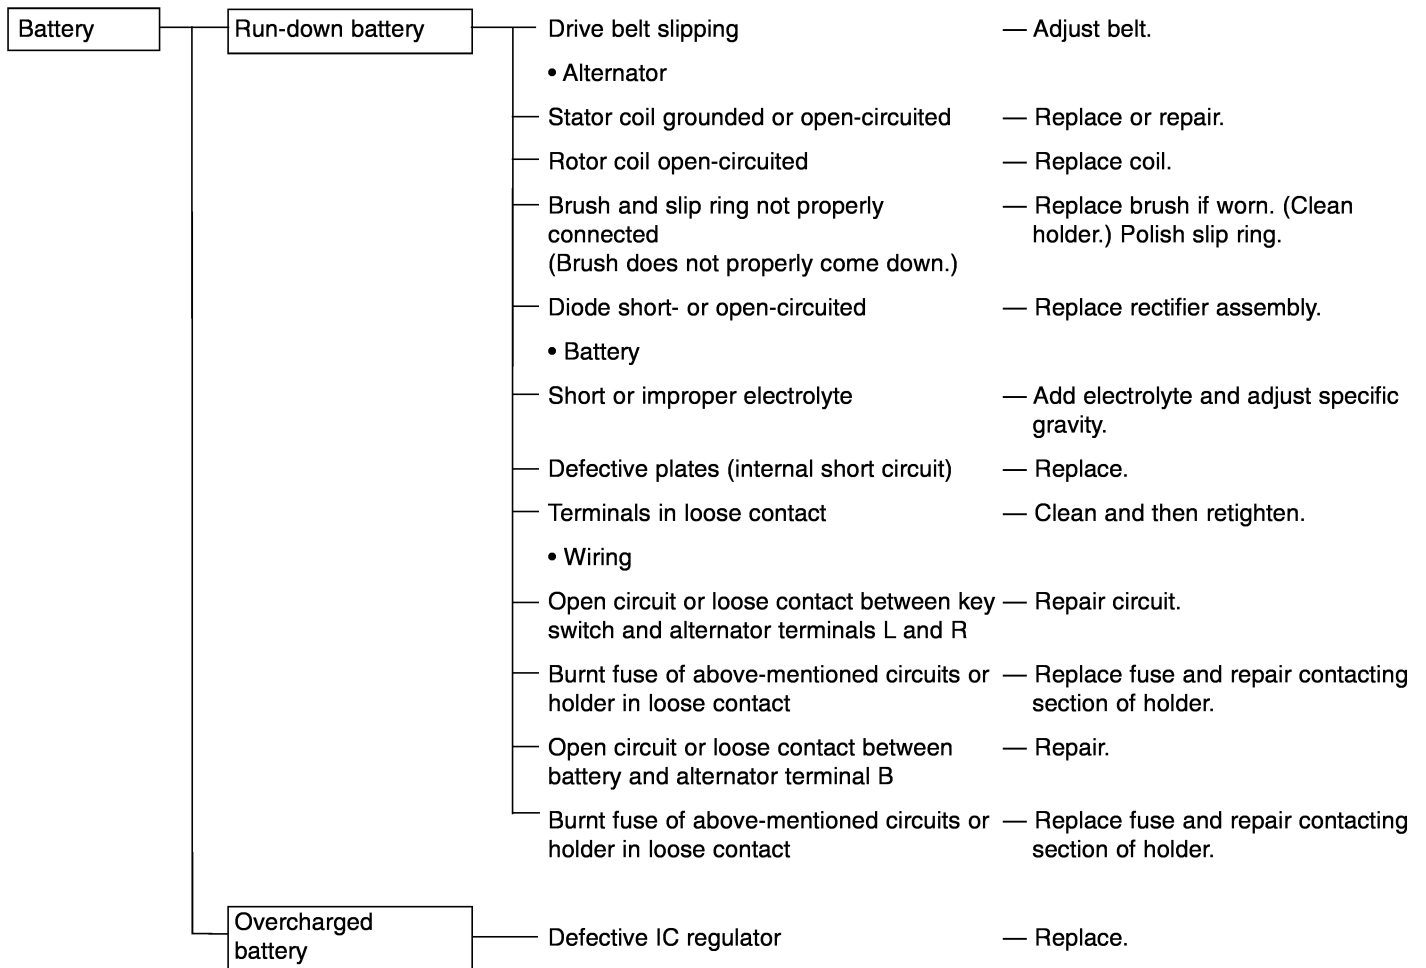 Battery
Run-down battery
Drive belt slipping — Adjust belt.
• Alternator
Stator coil grounded or open-circuited — Replace or repair.
Rotor coil open-circuited — Replace coil.
Brush and slip ring not properly — Replace brush if worn. (Clean
connected holder.) Polish slip ring.
(Brush does not properly come down.)
Diode short- or open-circuited — Replace rectifier assembly.
• Battery
Short or improper electrolyte — Add electrolyte and adjust specific
gravity.
Defective plates (internal short circuit) — Replace.
Terminals in loose contact — Clean and then retighten.
• Wiring
Open circuit or loose contact between key — Repair circuit.
switch and alternator terminals L and R
Burnt fuse of above-mentioned circuits or — Replace fuse and repair contacting
holder in loose contact section of holder.
Open circuit or loose contact between — Repair.
battery and alternator terminal B
Burnt fuse of above-mentioned circuits or — Replace fuse and repair contacting
holder in loose contact section of holder.
Overcharged
battery
Defective IC regulator — Replace.